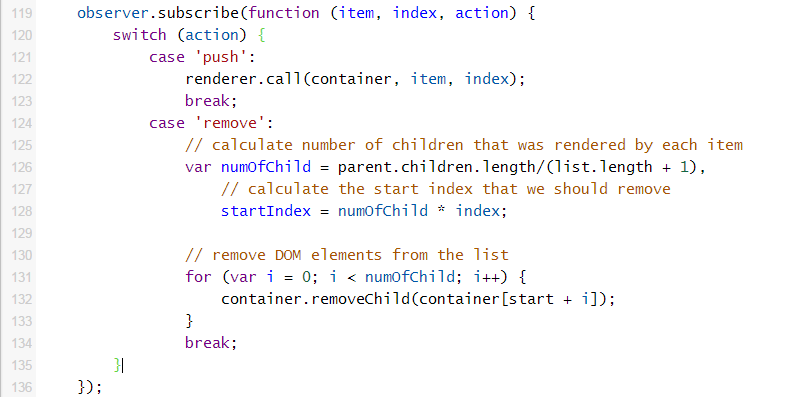 119 observer.subscribe(function (item, index, action) {
120 switch (action) {
121 case 'push':
122 renderer.call(container, item, index);
123 break;
124 case 'remove':
125 // calculate number of children that was rendered by each item
126 var numOfChild = parent.children.length/(list.length + 1),
127 // calculate the start index that we should remove
128 startIndex = numOfChild * index;
129
130 // remove DOM elements from the list
131 for (var i = 0; i < numOfChild; i++) {
132 container.removeChild(container[start + i]);
133 }
134 break;
135 }
136 });